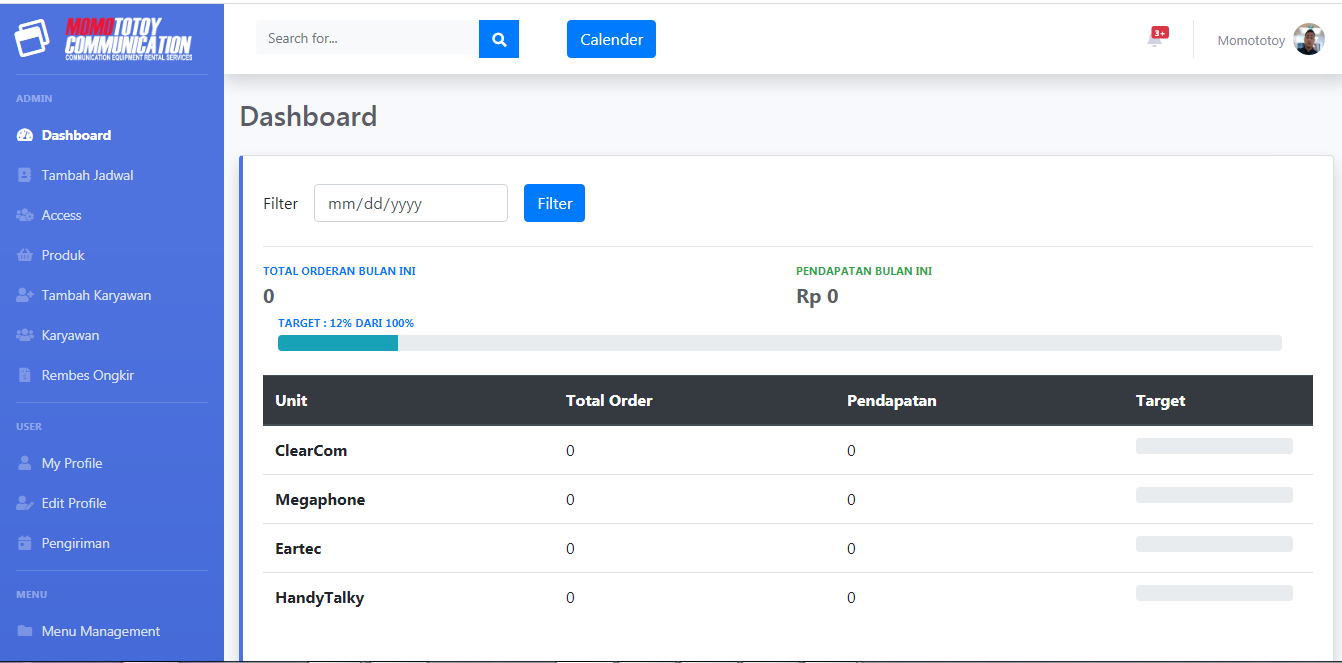 MOMOTOTOY
COMMUNICATION
COMMUNICATION EQUIPMENT RENTAL SERVICES
Search for...
Calender
3+
Momototoy
ADMIN
Dashboard
Tambah Jadwal
Access
Produk
Tambah Karyawan
Karyawan
Rembes Ongkir
USER
My Profile
Edit Profile
Pengiriman
MENU
Menu Management
Dashboard
Filter mm/dd/yyyy Filter
TOTAL ORDERAN BULAN INI PENDAPATAN BULAN INI
0 Rp 0
TARGET : 12% DARI 100%
Unit Total Order Pendapatan Target
ClearCom 0 0
Megaphone 0 0
Eartec 0 0
HandyTalky 0 0